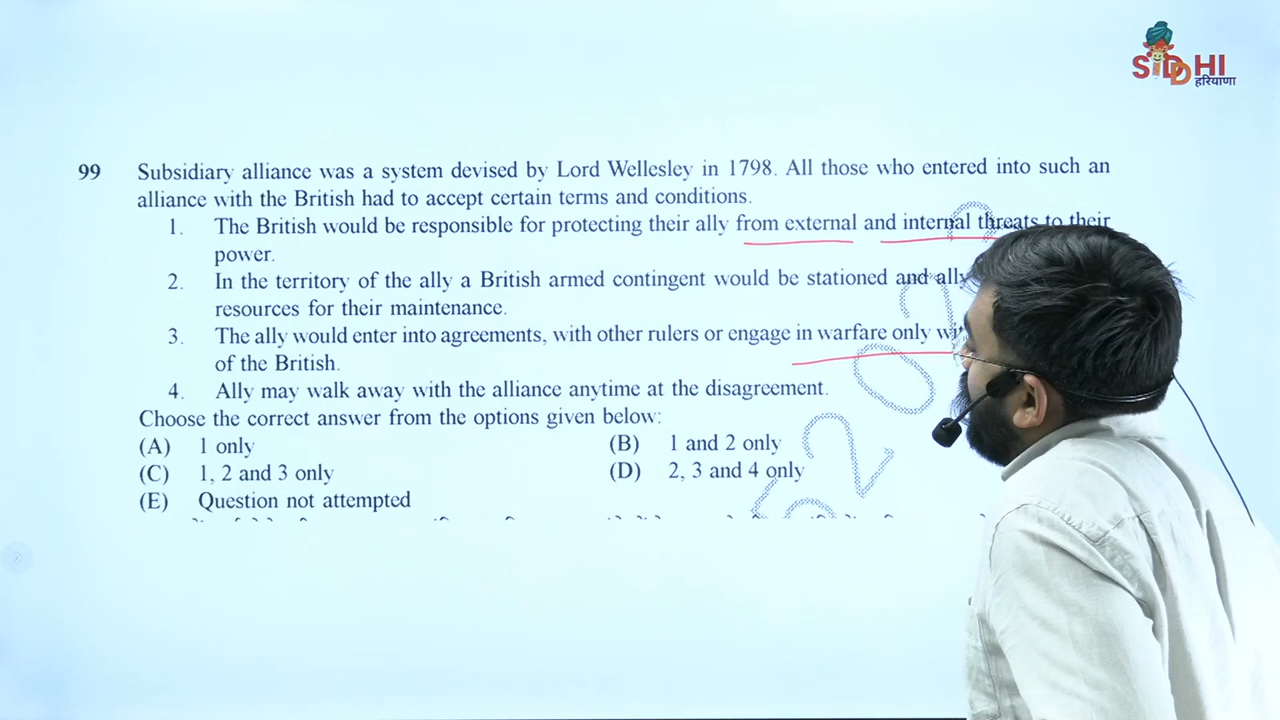 SIDDHI
हरियाणा
99 Subsidiary alliance was a system devised by Lord Wellesley in 1798. All those who entered into such an
alliance with the British had to accept certain terms and conditions.
1. The British would be responsible for protecting their ally from external and internal threats to their
power.
2. In the territory of the ally a British armed contingent would be stationed and ally
resources for their maintenance.
3. The ally would enter into agreements, with other rulers or engage in warfare only
of the British.
4. Ally may walk away with the alliance anytime at the disagreement.
Choose the correct answer from the options given below:
(A) 1 only (B) 1 and 2 only
(C) 1, 2 and 3 only (D) 2, 3 and 4 only
(E) Question not attempted